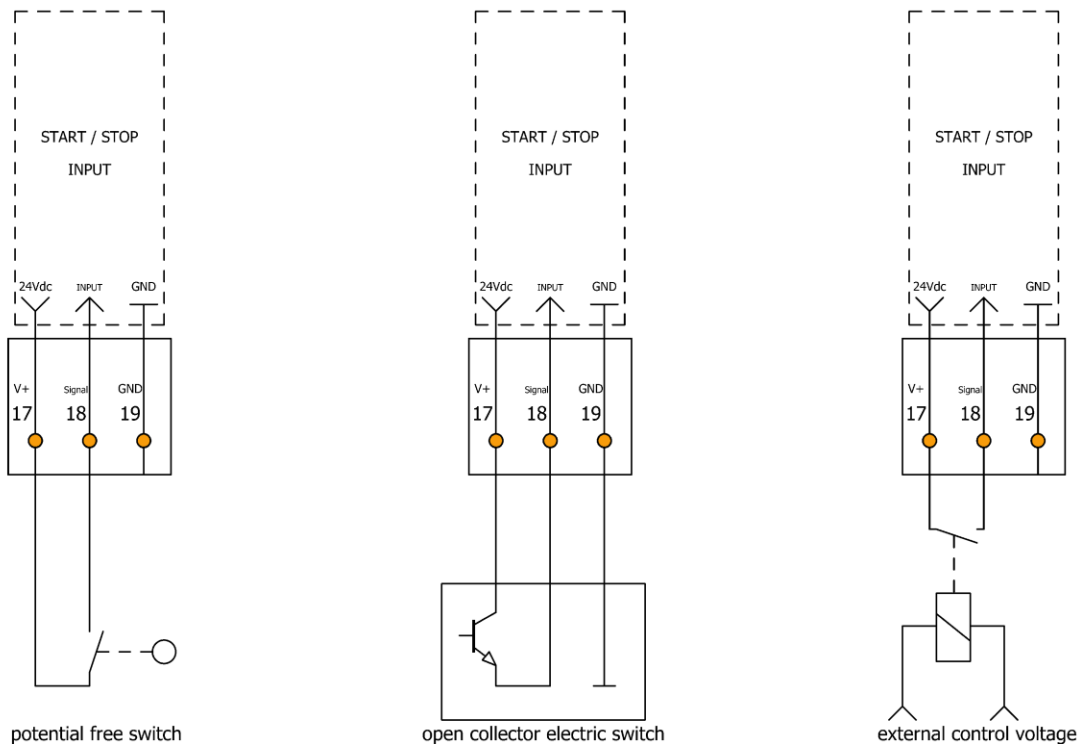 START / STOP
INPUT
24Vdc INPUT GND
V+ Signal GND
17 18 19
potential free switch
START / STOP
INPUT
24Vdc INPUT GND
V+ Signal GND
17 18 19
open collector electric switch
START / STOP
INPUT
24Vdc INPUT GND
V+ Signal GND
17 18 19
external control voltage